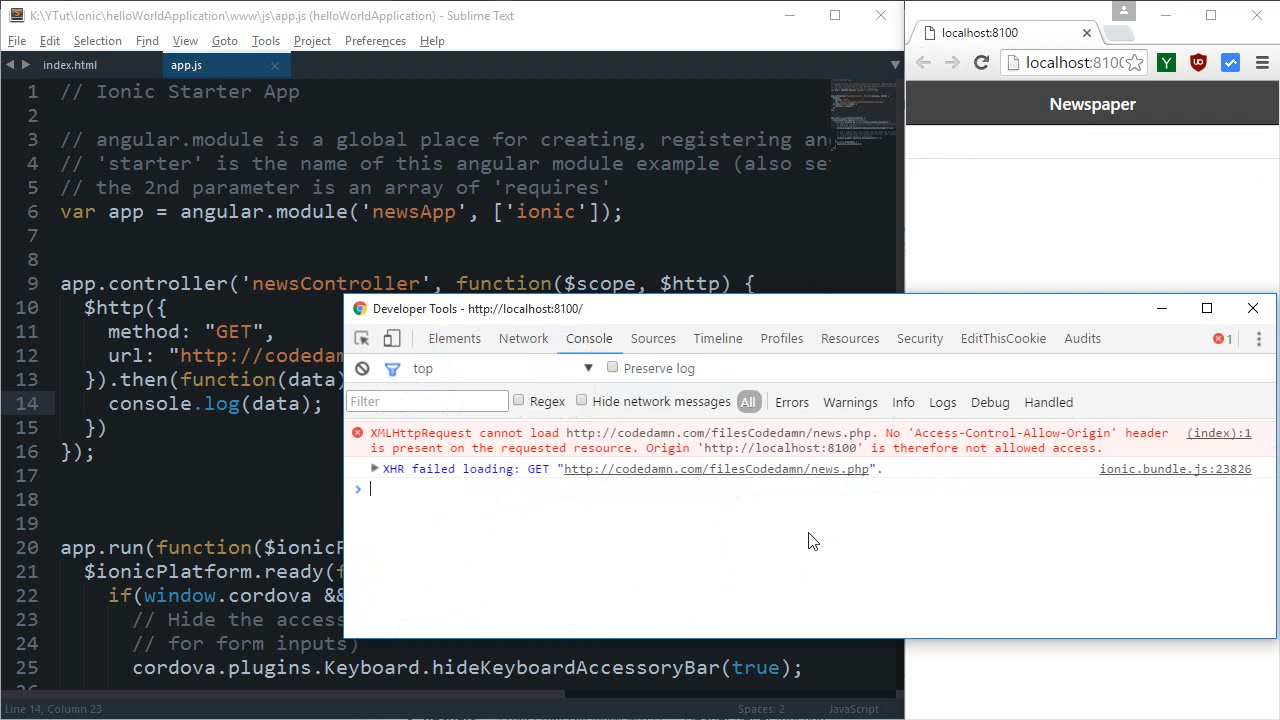 K:\YTut\Ionic\helloWorldApplication\www\js\app.js (helloWorldApplication) - Sublime Text
File Edit Selection Find View Goto Tools Project Preferences Help
index.html app.js
1 // Ionic Starter App
2
3 // angular.module is a global place for creating, registering an
4 // 'starter' is the name of this angular module example (also se
5 // the 2nd parameter is an array of 'requires'
6 var app = angular.module('newsApp', ['ionic']);
7
8
9 app.controller('newsController', function($scope, $http) {
10 $http({
11 method: "GET",
12 url: "http://codedam
13 }).then(function(data)
14 console.log(data);
15 })
16 });
17
18
19
20 app.run(function($ionicP
21 $ionicPlatform.ready(f
22 if(window.cordova &&
23 // Hide the access
24 // for form inputs)
25 cordova.plugins.Keyboard.hideKeyboardAccessoryBar(true);
Line 14, Column 23 Spaces: 2 JavaScript
localhost:8100
localhost:8100
Newspaper
Developer Tools - http://localhost:8100/
Elements Network Console Sources Timeline Profiles Resources Security EditThisCookie Audits 1
top Preserve log
Filter Regex Hide network messages All Errors Warnings Info Logs Debug Handled
XMLHttpRequest cannot load http://codedamn.com/filesCodedamn/news.php. No 'Access-Control-Allow-Origin' header (index):1
is present on the requested resource. Origin 'http://localhost:8100' is therefore not allowed access.
XHR failed loading: GET "http://codedamn.com/filesCodedamn/news.php". ionic.bundle.js:23826